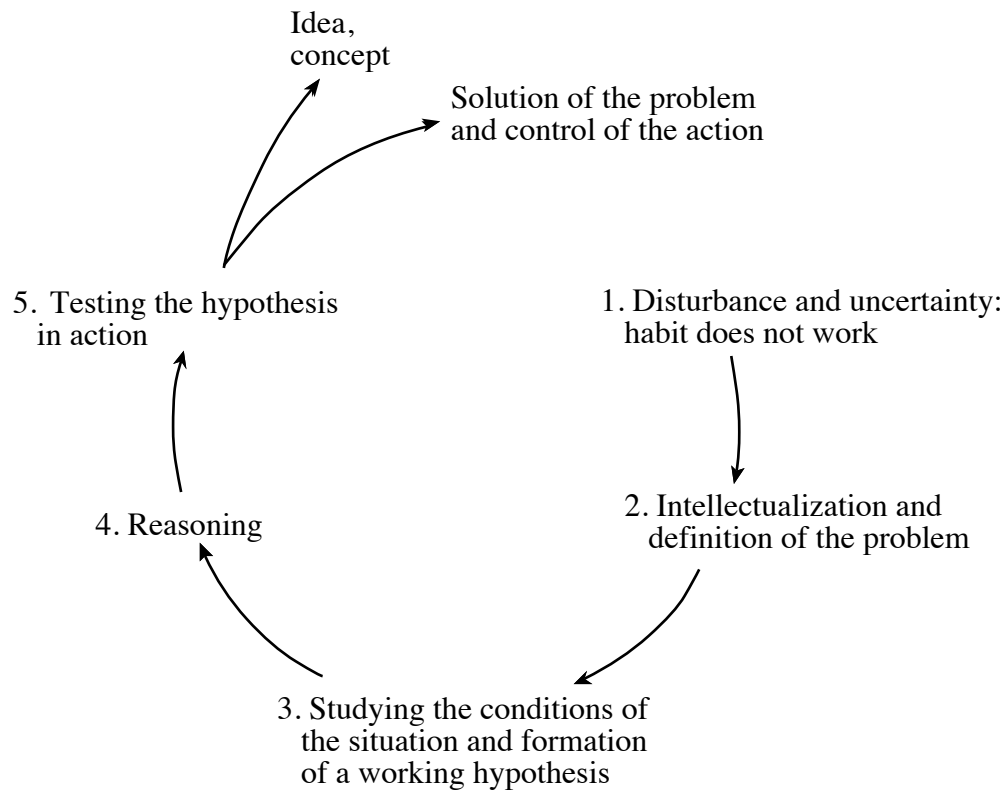 Idea,
concept
Solution of the problem
and control of the action
1. Disturbance and uncertainty:
habit does not work
2. Intellectualization and
definition of the problem
3. Studying the conditions of
the situation and formation
of a working hypothesis
4. Reasoning
5. Testing the hypothesis
in action